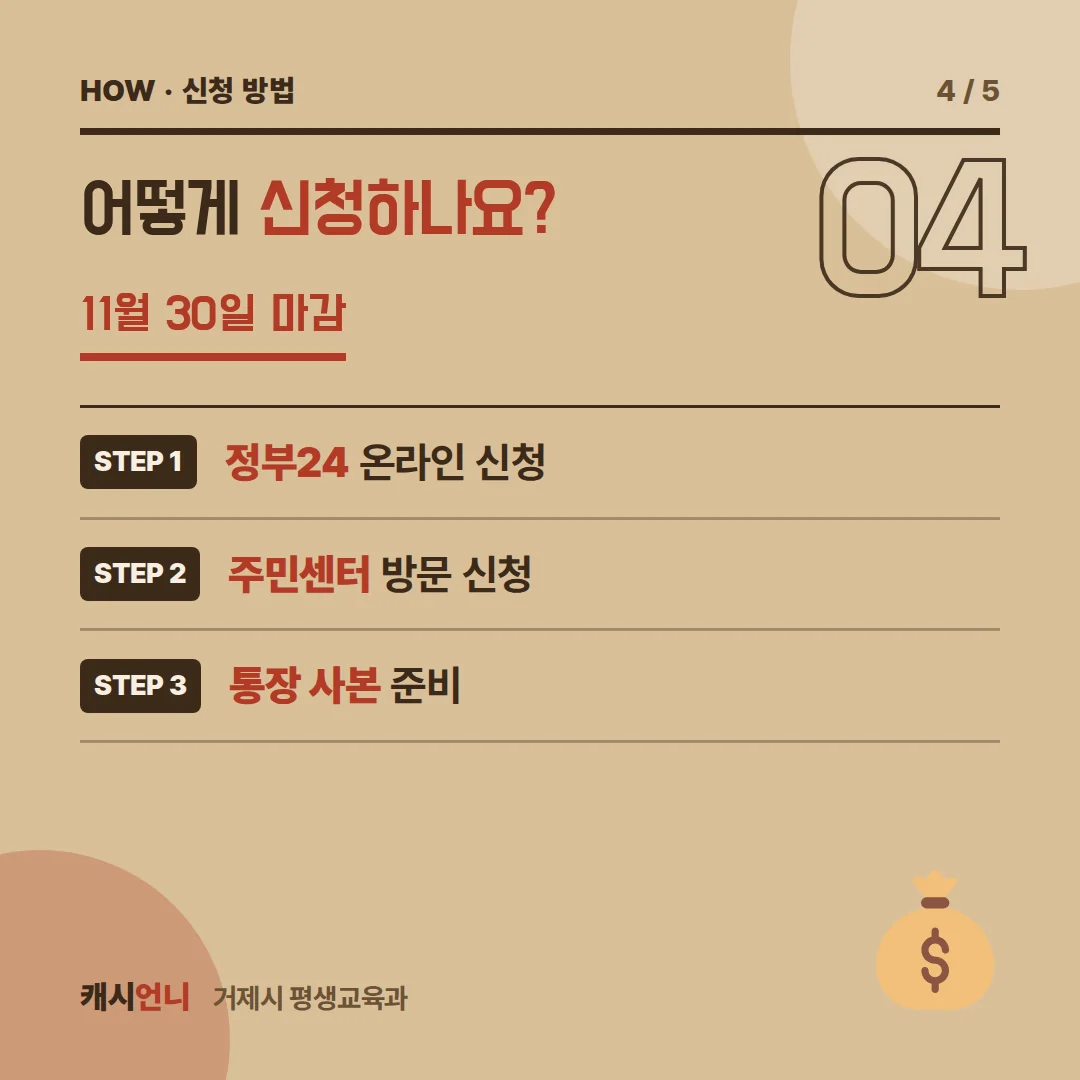 HOW · 신청 방법
4 / 5
어떻게 신청하나요?
04
11월 30일 마감
STEP 1 정부24 온라인 신청
STEP 2 주민센터 방문 신청
STEP 3 통장 사본 준비
$
캐시언니 거제시 평생교육과